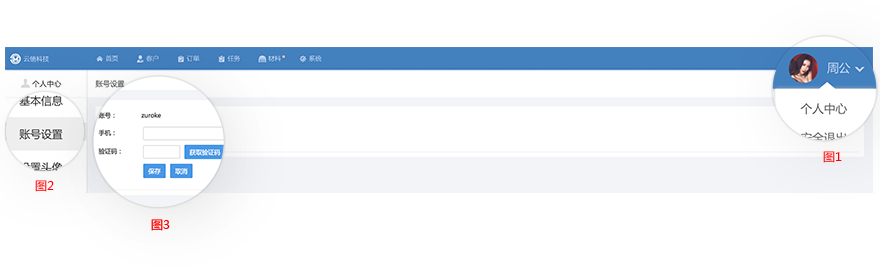 云销科技 首页 客户 订单 任务 材料 系统 周公
个人中心 账号设置
个人中心
安全退出
图1
基本信息
账号设置
设置头像
图2
账号： zuroke
手机：
验证码： 获取验证码
保存 取消
图3